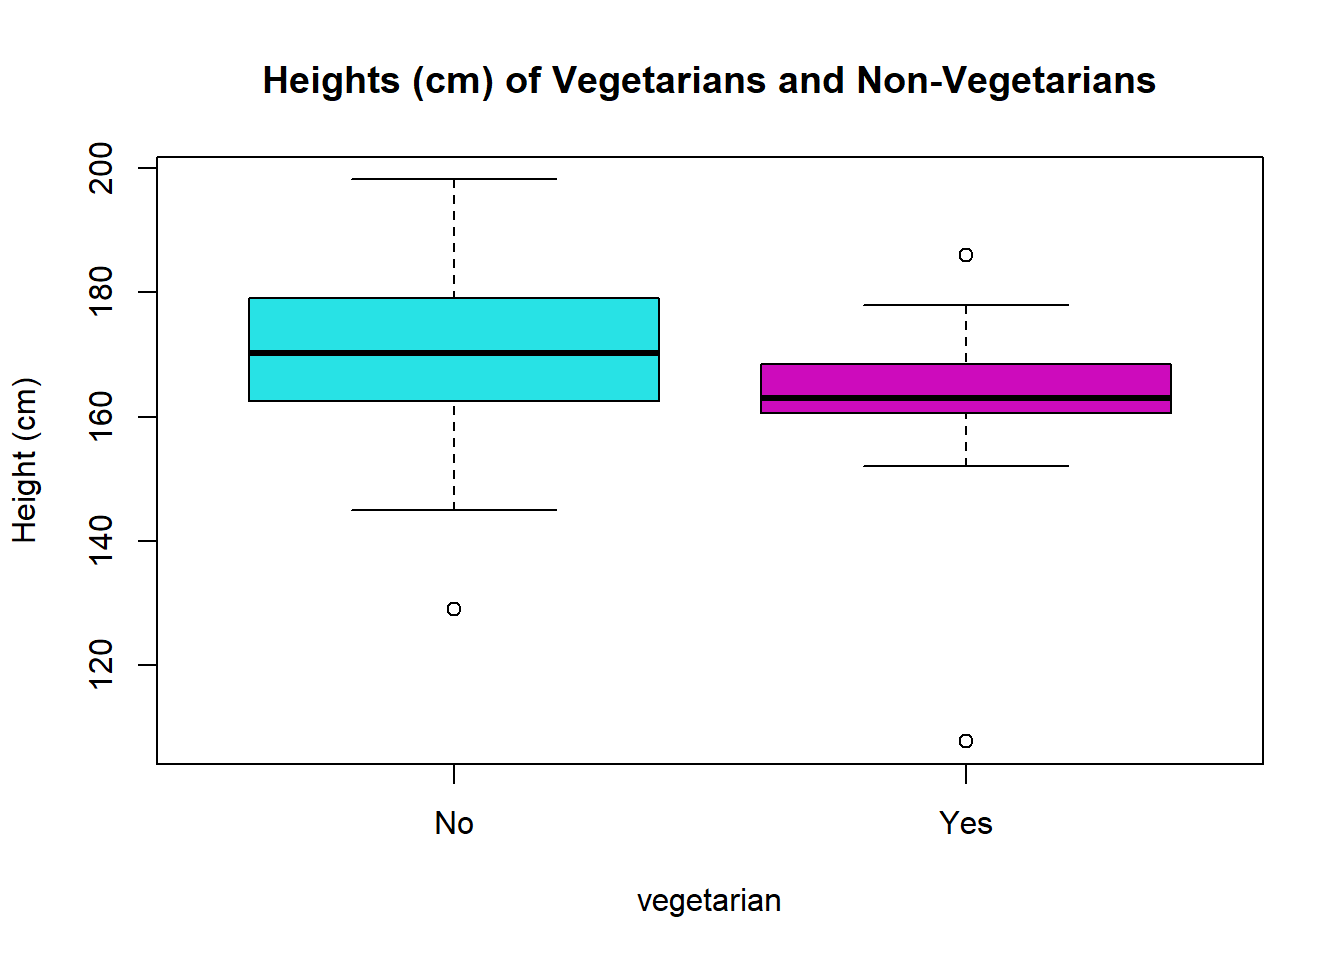 Heights (cm) of Vegetarians and Non-Vegetarians
200
180
160
140
120
Height (cm)
No
Yes
vegetarian